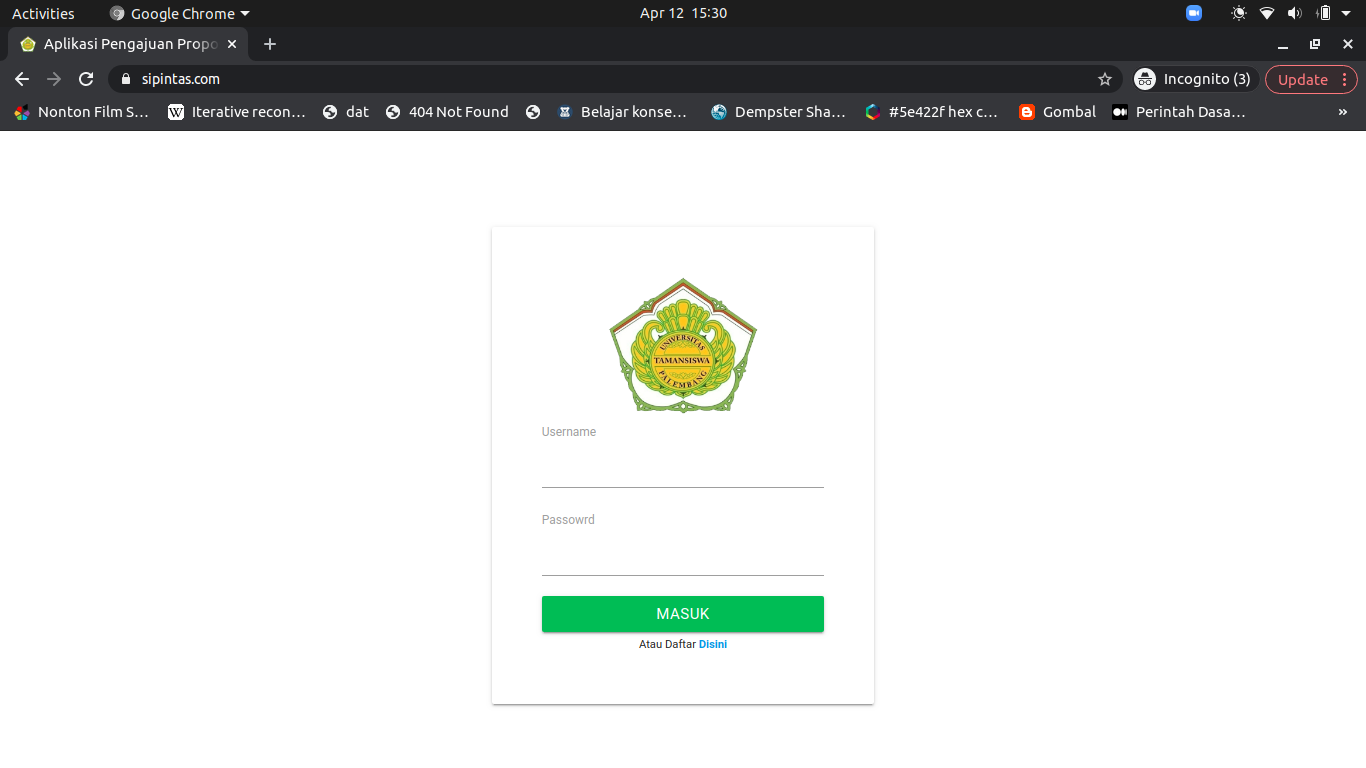 Activities Google Chrome Apr 12 15:30
Aplikasi Pengajuan Propo
sipintas.com Incognito (3) Update
Nonton Film S... Iterative recon... dat 404 Not Found Belajar konse... Dempster Sha... #5e422f hex c... Gombal Perintah Dasa... »
UNIVERSITAS
TAMANSISWA
PALEMBANG
Username
Passowrd
MASUK
Atau Daftar Disini